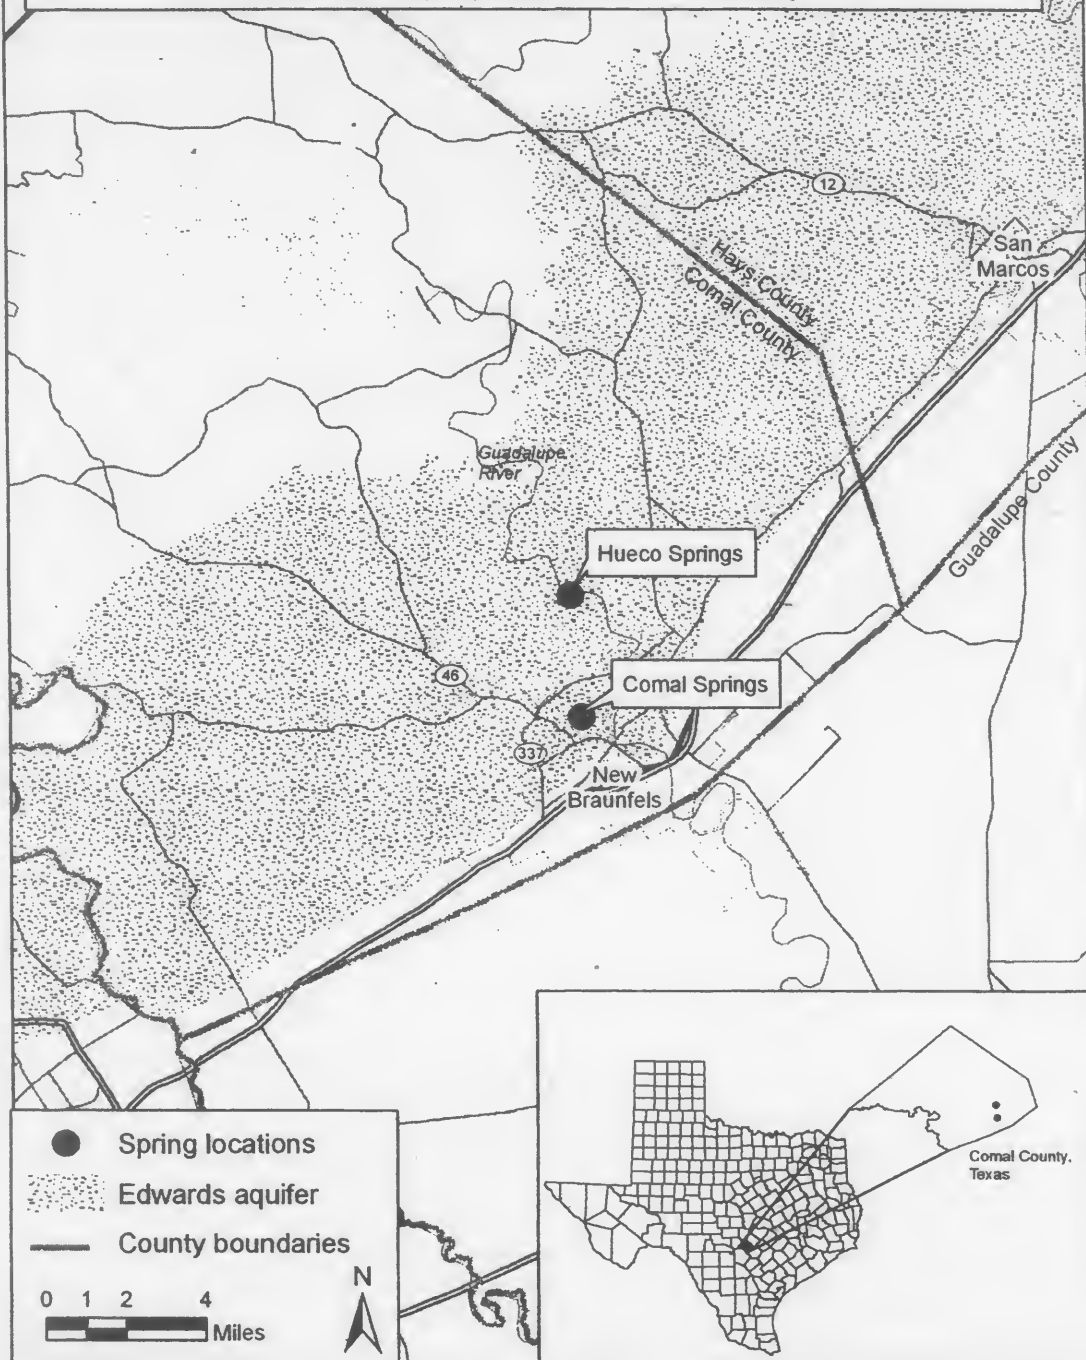 12
San
Marcos
Hays County
Comal County
Guadalupe
River
Guadalupe County
Hueco Springs
46
Comal Springs
337
New
Braunfels
Spring locations
Edwards aquifer
County boundaries
N
0 1 2 4
Miles
Comal County,
Texas